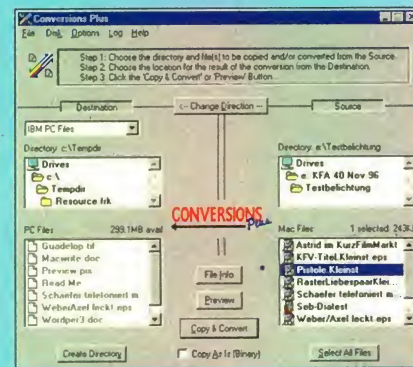 Conversions Plus
File Disk Options Log Help
Step 1: Choose the directory and file(s) to be copied and/or converted from the Source.
Step 2: Choose the location for the result of the conversion from the Destination.
Step 3: Click the 'Copy & Convert' or 'Preview' Button.
Destination
<-- Change Direction --
Source
IBM PC Files
Directory: c:\Tempdir
Drives
c:\
Tempdir
Resource.frk
Directory: e:\Testbelichtung
Drives
e: KFA 40 Nov 96
Testbelichtung
CONVERSIONS
Plus
PC Files
299.1MB avail
Guadelop tif
Macwrite doc
Preview pix
Read Me
Schaefer telefoniert m
Weber/Axel leckt eps
Wordper3 doc
Mac Files
1 selected, 243K
Astrid im KurzFilmMarkt
KFV-Titel.Kleinst eps
Pistole.Kleinst
RasterLiebespaarKlei...
Schaefer telefoniert m
Sob-Dialest
Weber/Axel leckt eps
File Info
Preview
Copy & Convert
Create Directory
Copy As Is (Binary)
Select All Files